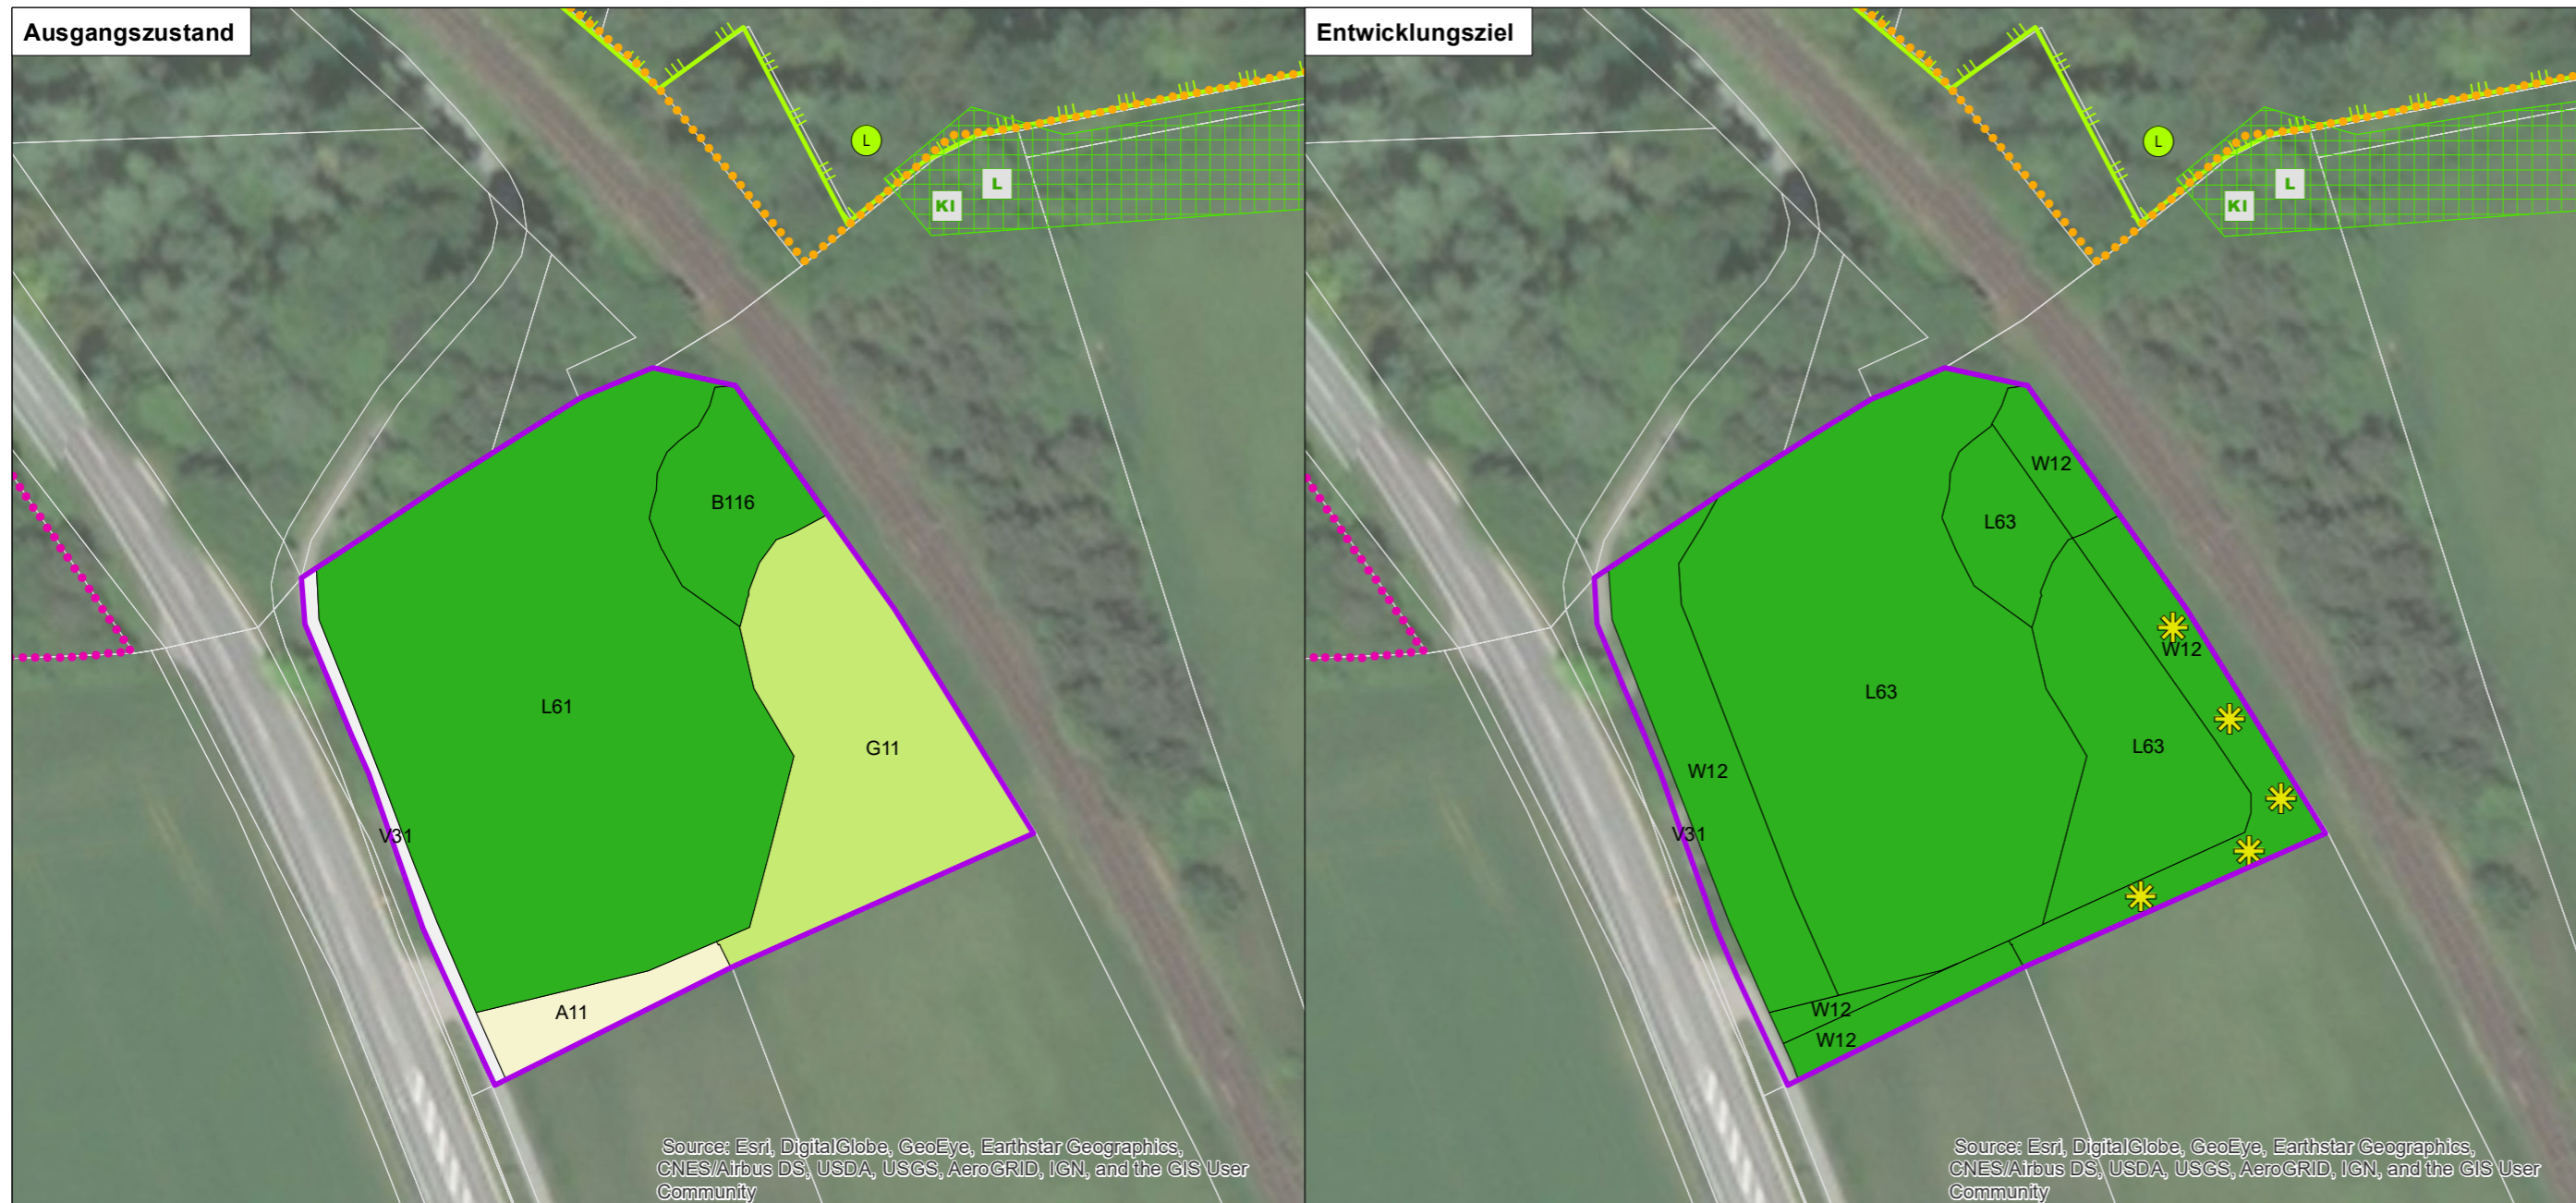 Ausgangszustand
L
L
KI
B116
L61
G11
V31
A11
Source: Esri, DigitalGlobe, GeoEye, Earthstar Geographics,
CNES/Airbus DS, USDA, USGS, AeroGRID, IGN, and the GIS User
Community
Entwicklungsziel
L
L
KI
W12
L63
W12
L63
L63
W12
V31
W12
W12
Source: Esri, DigitalGlobe, GeoEye, Earthstar Geographics,
CNES/Airbus DS, USDA, USGS, AeroGRID, IGN, and the GIS User
Community